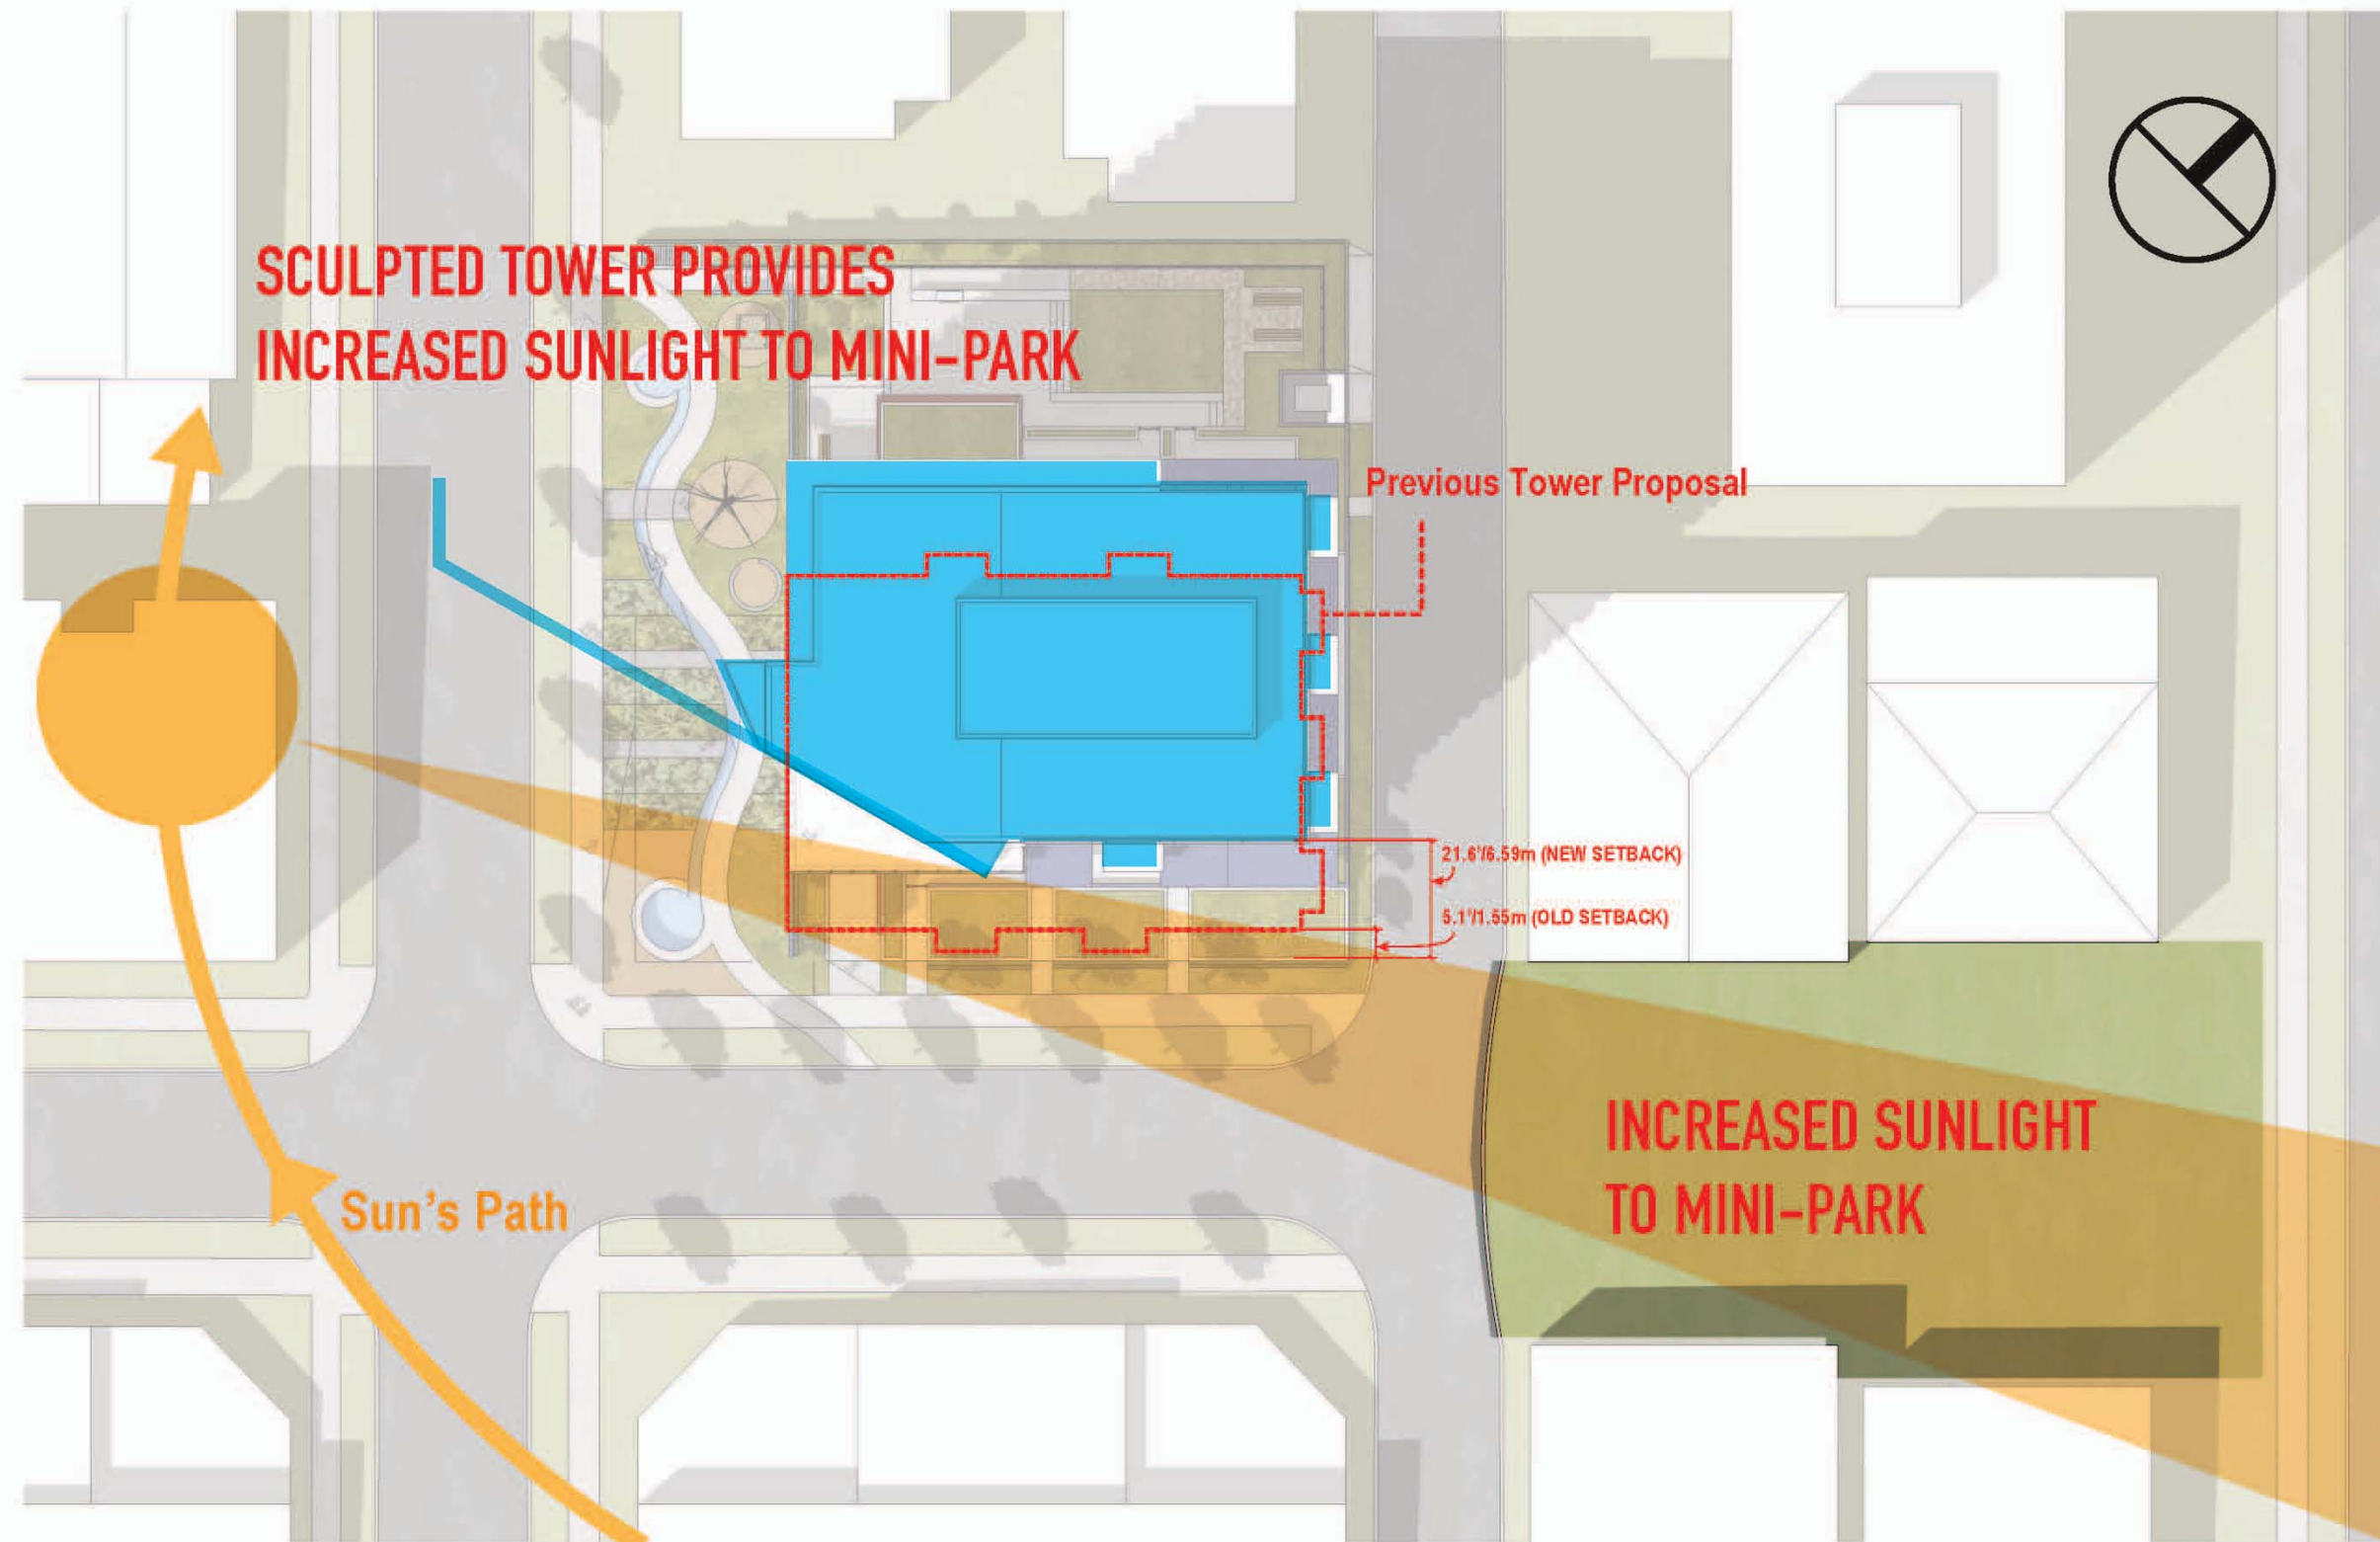 SCULPTED TOWER PROVIDES
INCREASED SUNLIGHT TO MINI-PARK
Previous Tower Proposal
21.6'/6.59m (NEW SETBACK)
5.1'/1.55m (OLD SETBACK)
INCREASED SUNLIGHT
TO MINI-PARK
Sun's Path